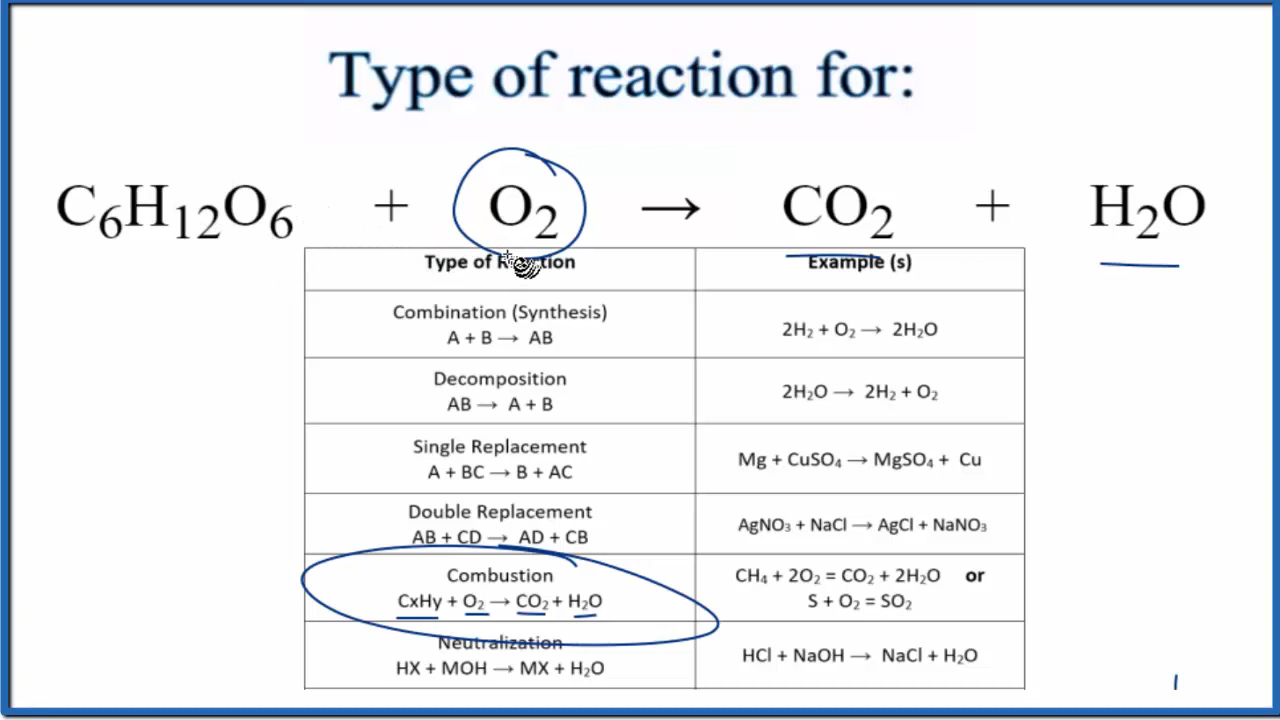 Type of reaction for:
C₆H₁₂O₆ + O₂ → CO₂ + H₂O
Type of Reaction Example (s)
Combination (Synthesis)
A + B → AB
2H₂ + O₂ → 2H₂O
Decomposition
AB → A + B
2H₂O → 2H₂ + O₂
Single Replacement
A + BC → B + AC
Mg + CuSO₄ → MgSO₄ + Cu
Double Replacement
AB + CD → AD + CB
AgNO₃ + NaCl → AgCl + NaNO₃
Combustion
CxHy + O₂ → CO₂ + H₂O
CH₄ + 2O₂ = CO₂ + 2H₂O or
S + O₂ = SO₂
Neutralization
HX + MOH → MX + H₂O
HCl + NaOH → NaCl + H₂O